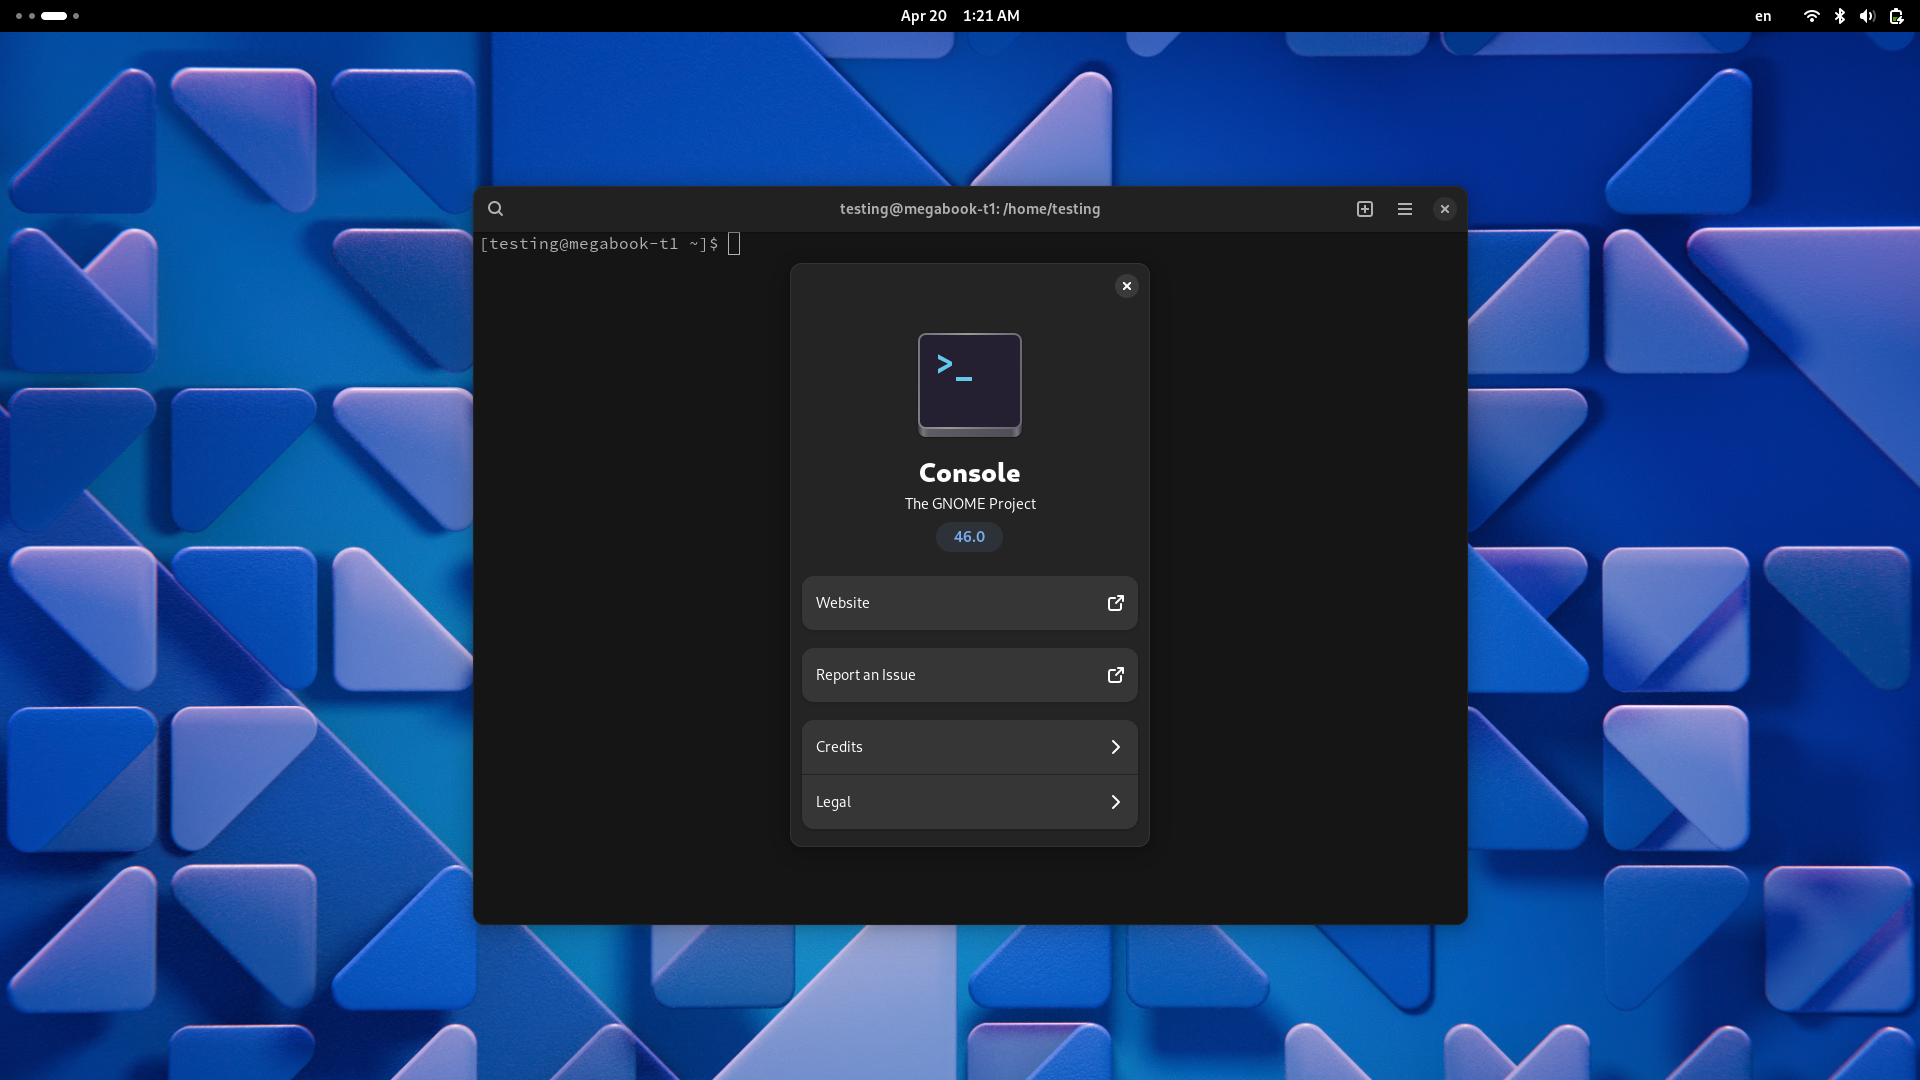 Apr 20 1:21 AM
en
testing@megabook-t1: /home/testing
[testing@megabook-t1 ~]$
>_
Console
The GNOME Project
46.0
Website
Report an Issue
Credits
Legal